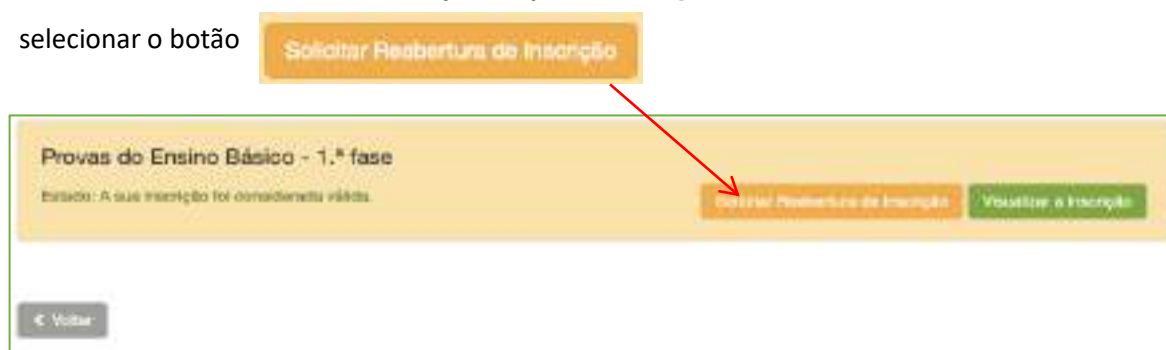 selecionar o botão
Solicitar Reabertura de Inscrição
Provas do Ensino Básico - 1.ª fase
Estado: A sua inscrição foi considerada válida.
Solicitar Reabertura de Inscrição
Visualizar a Inscrição
Voltar